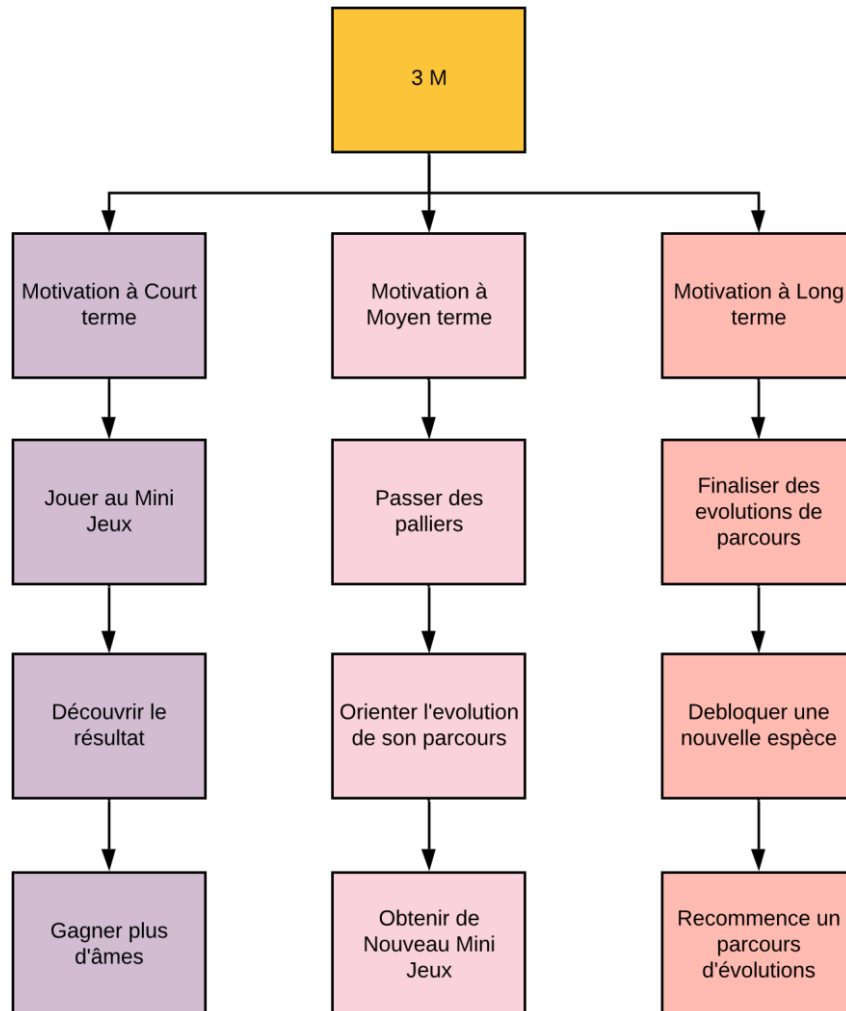 3 M
Motivation à Court
terme
Motivation à
Moyen terme
Motivation à Long
terme
Jouer au Mini
Jeux
Passer des
palliers
Finaliser des
evolutions de
parcours
Découvrir le
résultat
Orienter l'evolution
de son parcours
Debloquer une
nouvelle espèce
Gagner plus
d'âmes
Obtenir de
Nouveau Mini
Jeux
Recommence un
parcours
d'évolutions